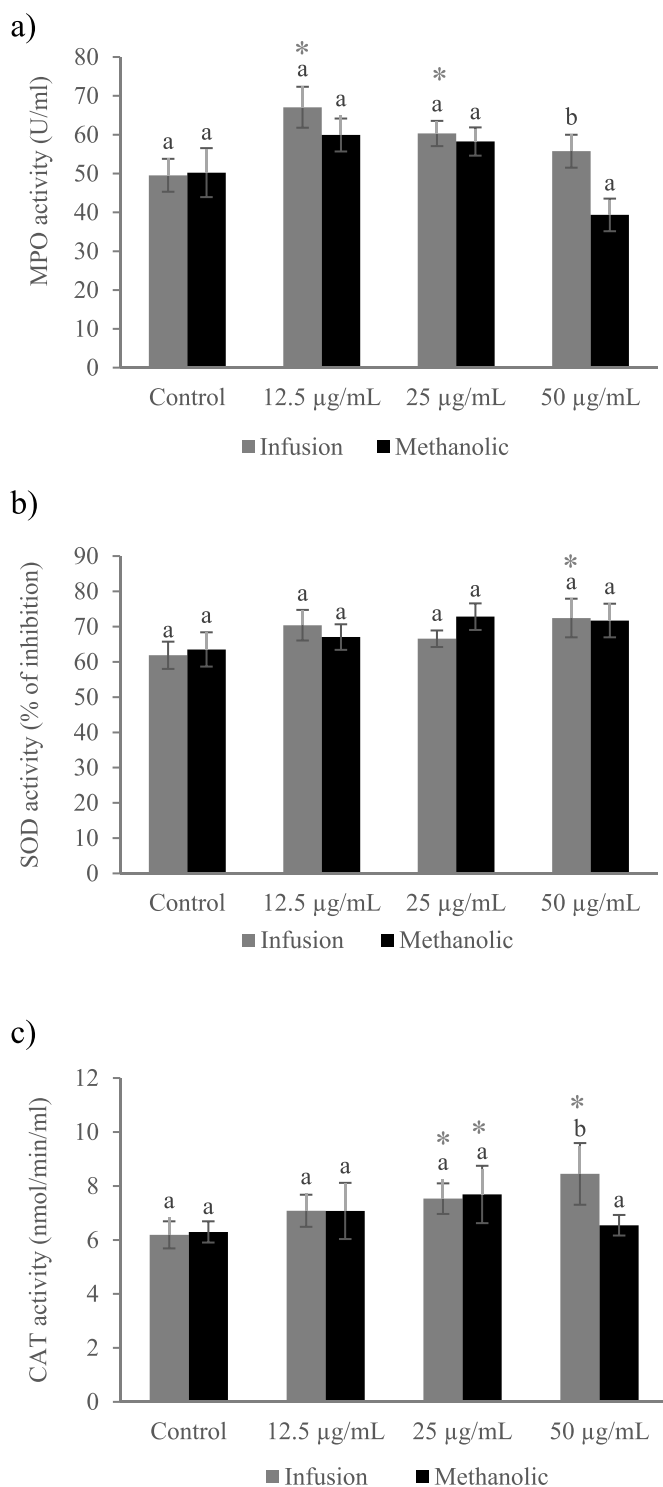 a)
MPO activity (U/ml)
80
70
60
50
40
30
20
10
0
a a
* a a
* a a
b a
Control 12.5 µg/mL 25 µg/mL 50 µg/mL
Infusion Methanolic
b)
SOD activity (% of inhibition)
90
80
70
60
50
40
30
20
10
0
a a
a a
a a
* a a
Control 12.5 µg/mL 25 µg/mL 50 µg/mL
Infusion Methanolic
c)
CAT activity (nmol/min/ml)
12
10
8
6
4
2
0
a a
a a
* a * a
* b a
Control 12.5 µg/mL 25 µg/mL 50 µg/mL
Infusion Methanolic